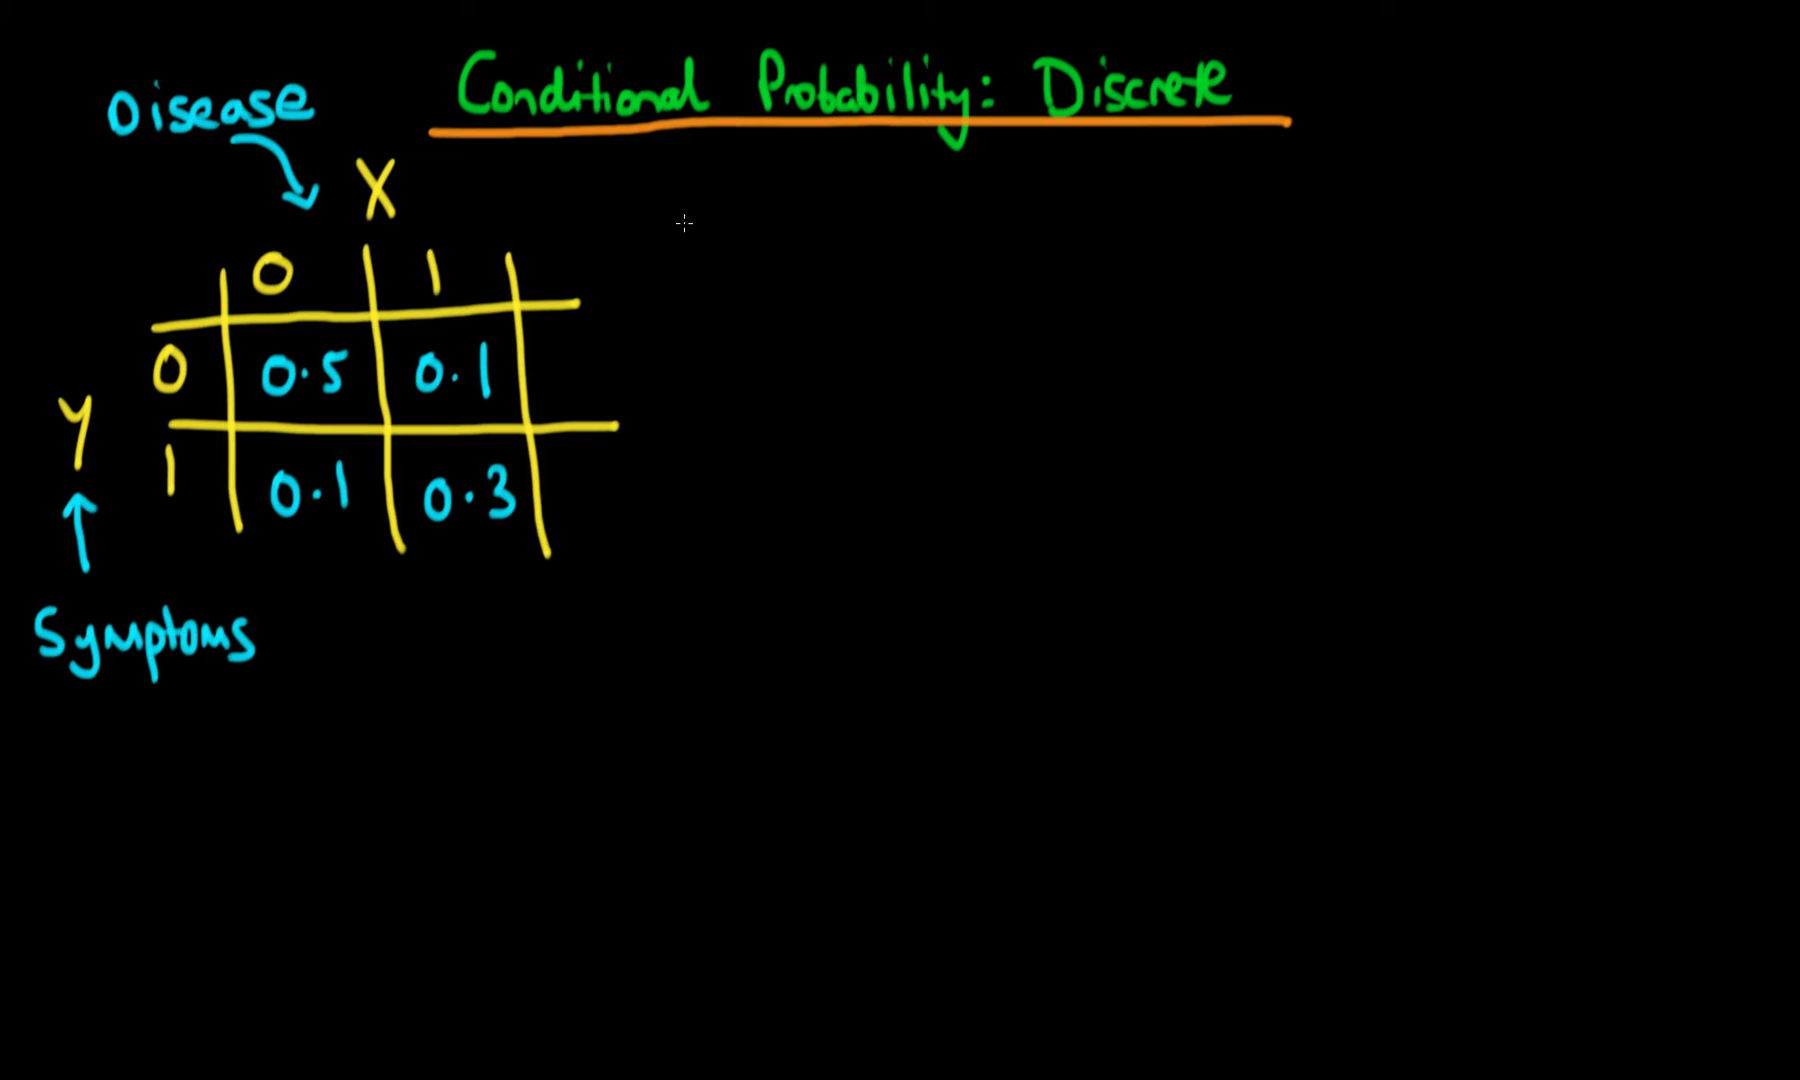 Conditional Probability: Discrete
Disease
X
0 1
0 0.5 0.1
Y
1 0.1 0.3
Symptoms